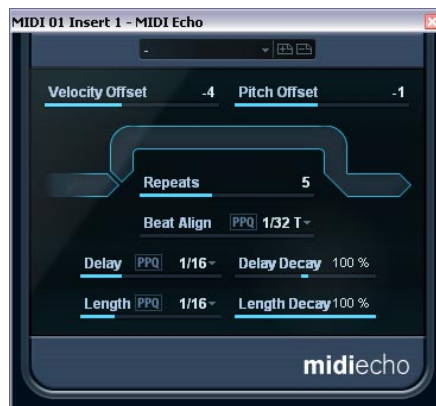 MIDI 01 Insert 1 - MIDI Echo
-
Velocity Offset -4 Pitch Offset -1
Repeats 5
Beat Align PPQ 1/32 T
Delay PPQ 1/16 Delay Decay 100 %
Length PPQ 1/16 Length Decay 100 %
midiecho